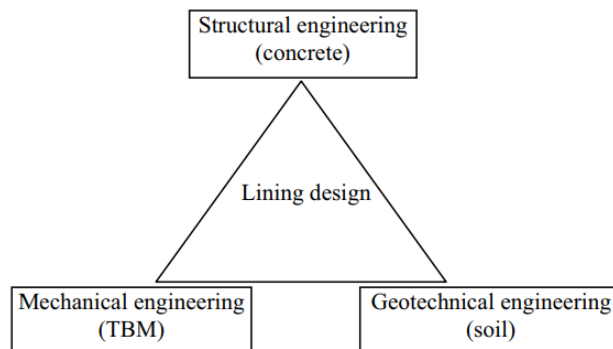 Structural engineering
(concrete)
Lining design
Mechanical engineering
(TBM)
Geotechnical engineering
(soil)